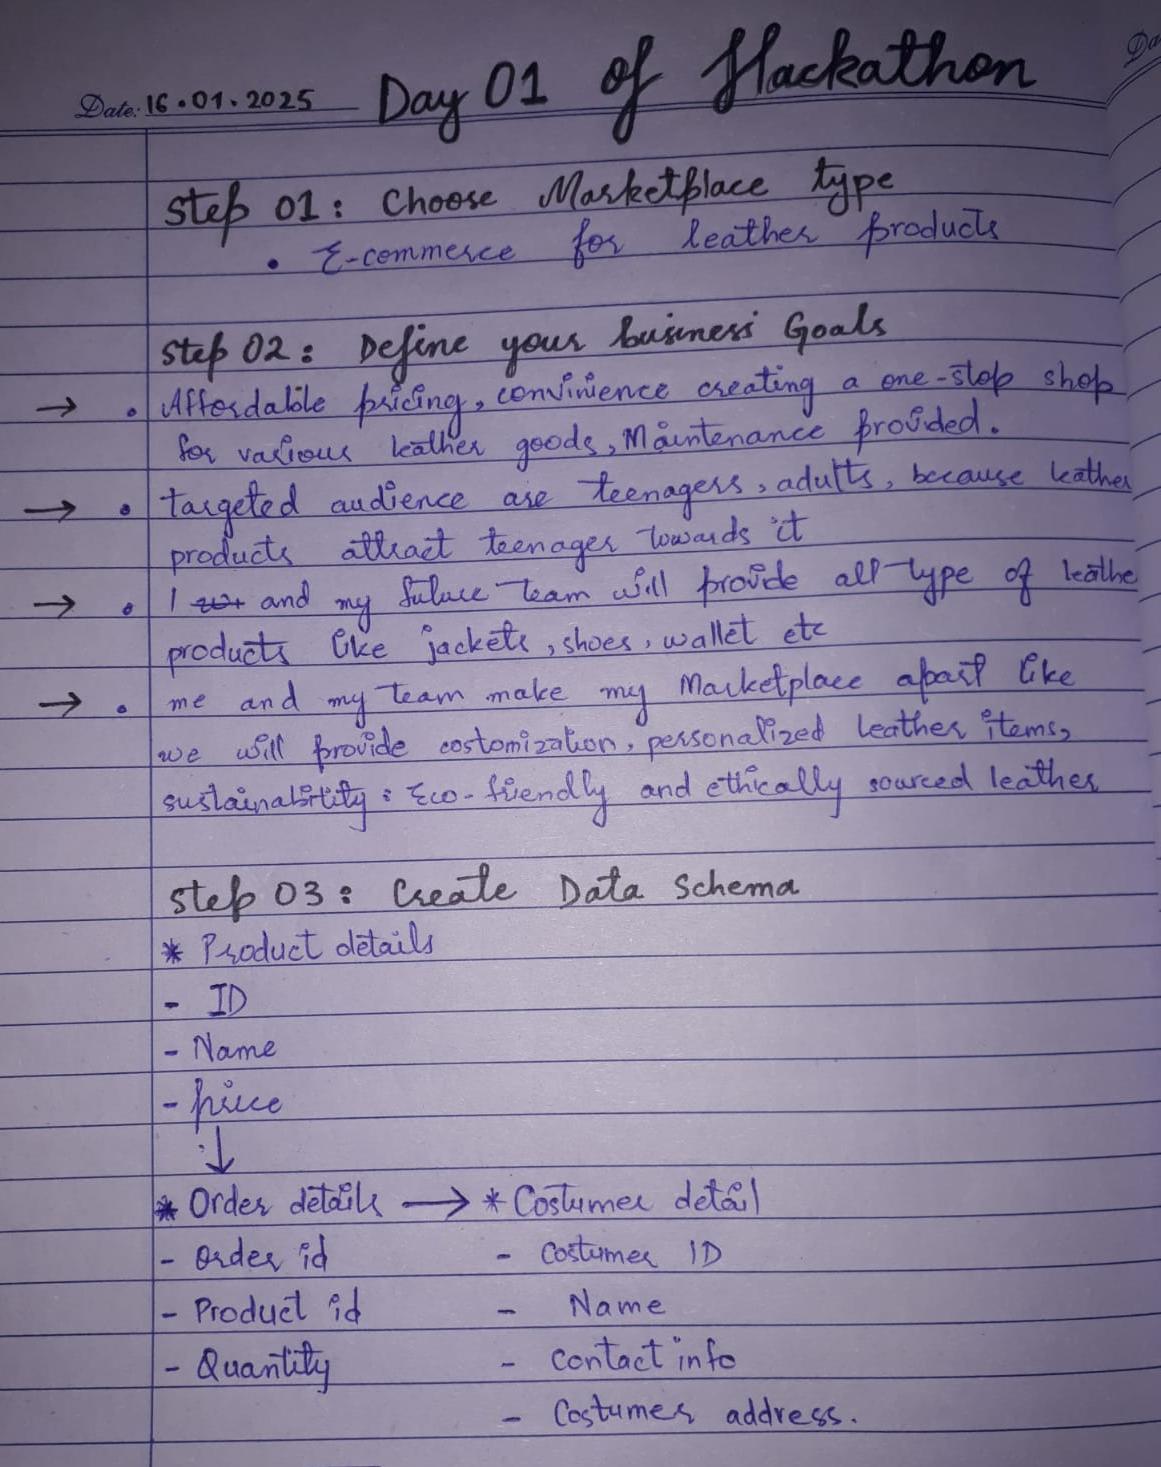 Date: 16.01.2025 Day 01 of Hackathon
Step 01: Choose Marketplace type
• E-commerce for leather products
Step 02: Define your business Goals
→ • Affordable pricing, convinience creating a one-stop shop
for various leather goods, Maintenance provided.
→ • targeted audience are teenagers, adults, because leather
products attract teenager towards it
→ • I and my future team will provide all type of leathe
products like jackets, shoes, wallet etc
→ • me and my team make my Marketplace apart like
we will provide costomization, personalized leather items,
sustainability: Eco-friendly and ethically sourced leather
Step 03: Create Data Schema
* Product details
- ID
- Name
- price
↓
* Order details → * Costumer detail
- Order id - Costumer ID
- Product id - Name
- Quantity - Contact info
- Costumer address.